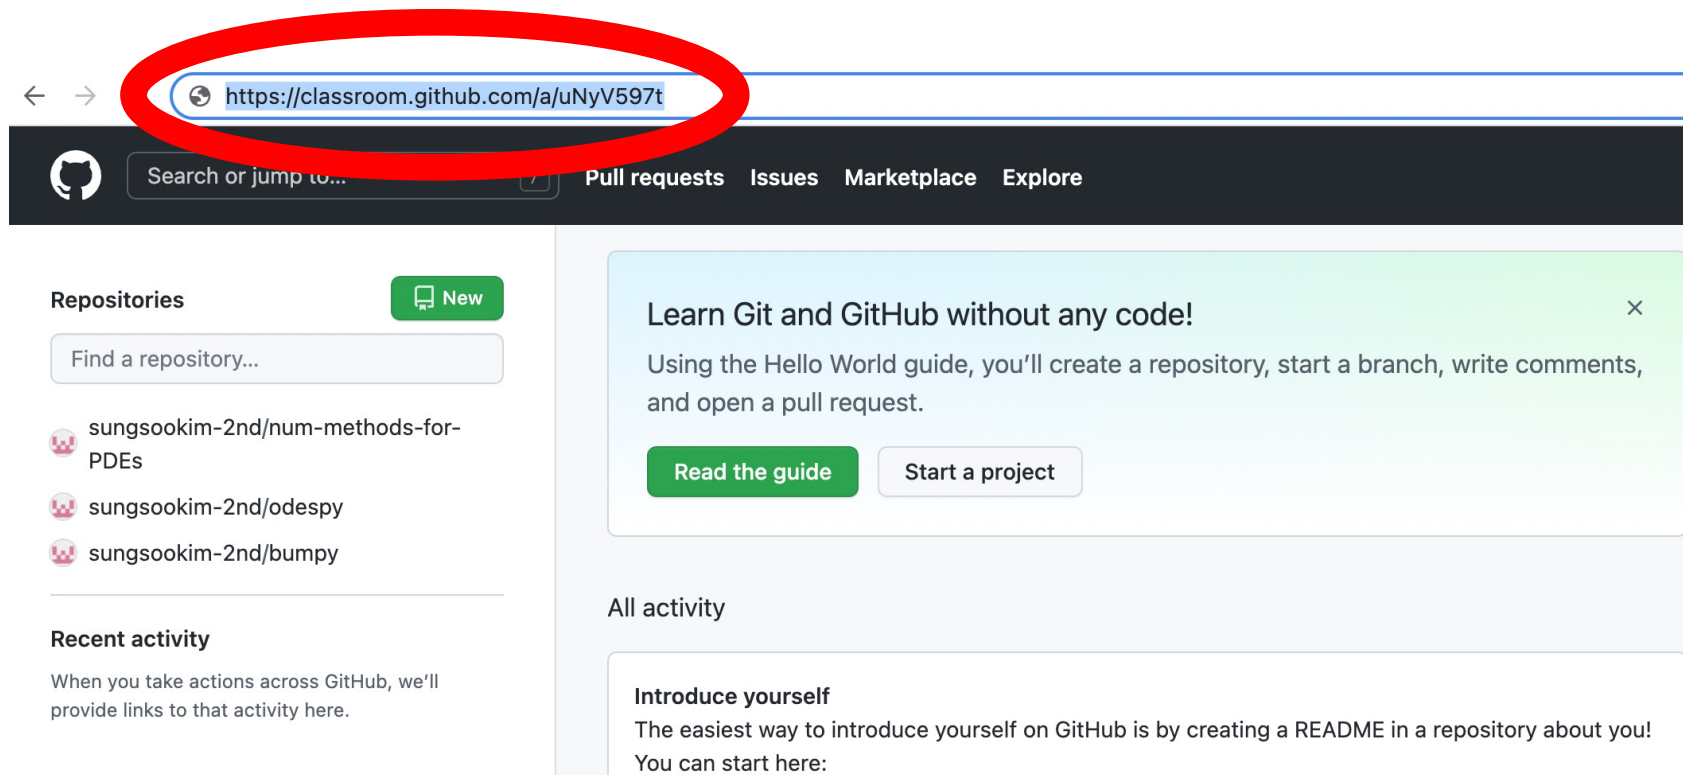 https://classroom.github.com/a/uNyV597t
Search or jump to...
/
Pull requests Issues Marketplace Explore
Repositories
New
Find a repository...
sungsookim-2nd/num-methods-for-
PDEs
sungsookim-2nd/odespy
sungsookim-2nd/bumpy
Recent activity
When you take actions across GitHub, we'll
provide links to that activity here.
Learn Git and GitHub without any code!
Using the Hello World guide, you'll create a repository, start a branch, write comments,
and open a pull request.
Read the guide
Start a project
All activity
Introduce yourself
The easiest way to introduce yourself on GitHub is by creating a README in a repository about you!
You can start here: